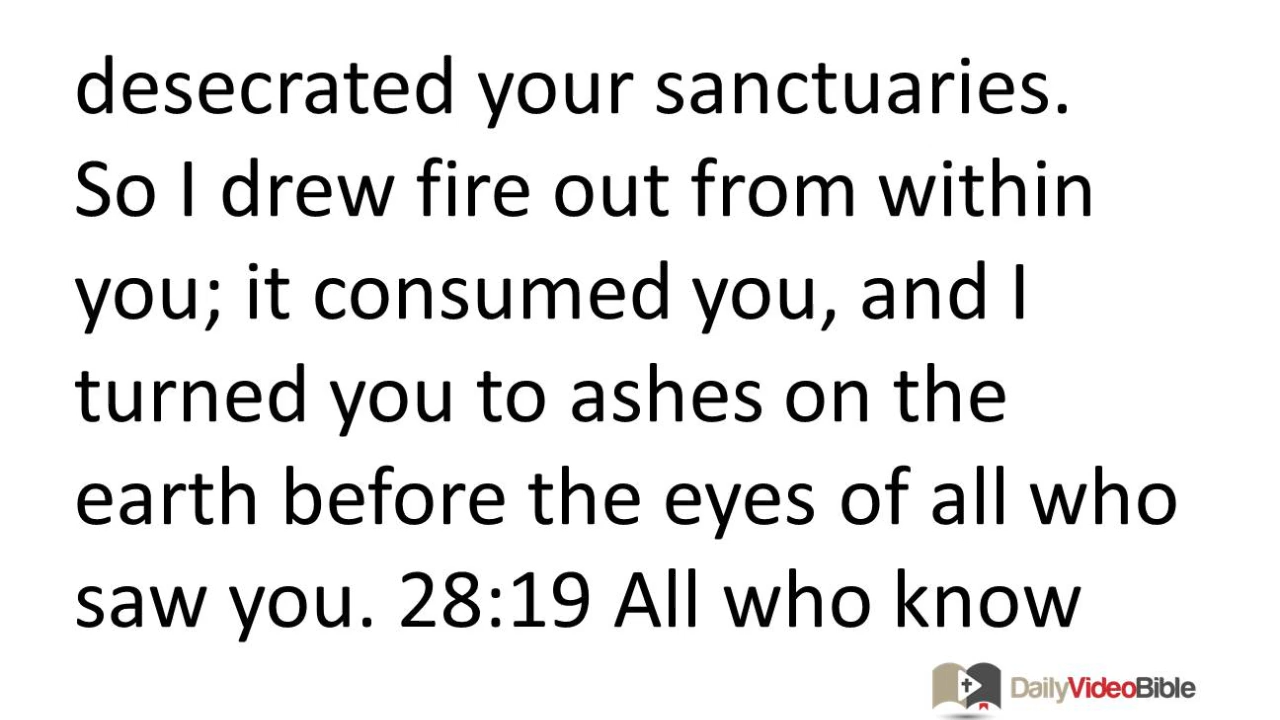 desecrated your sanctuaries.
So I drew fire out from within
you; it consumed you, and I
turned you to ashes on the
earth before the eyes of all who
saw you. 28:19 All who know
DailyVideoBible